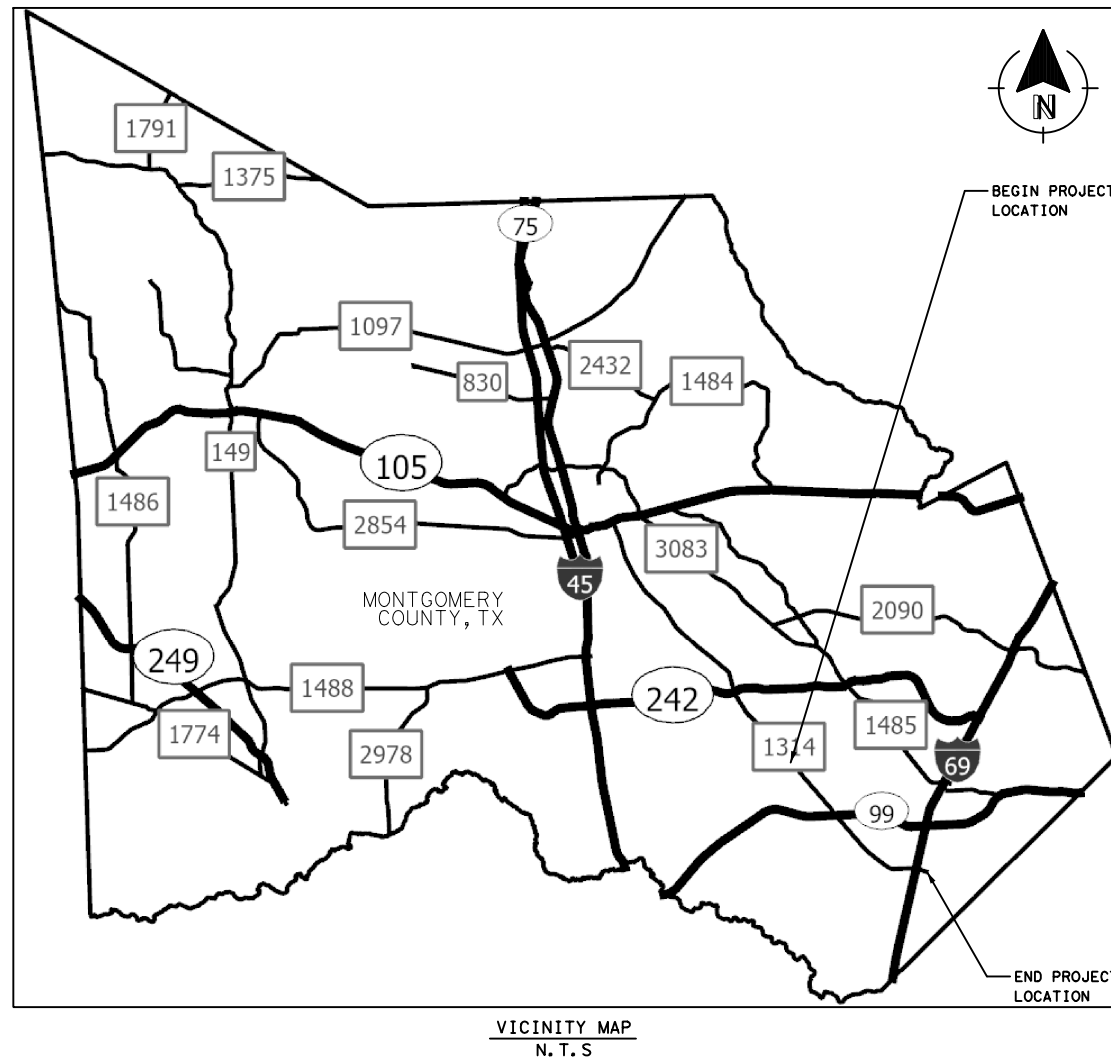 N
1791
1375
BEGIN PROJECT
LOCATION
75
1097
830
2432
1484
149
105
1486
2854
3083
45
MONTGOMERY
COUNTY, TX
2090
249
1488
242
1774
2978
1314
1485
69
99
END PROJECT
LOCATION
VICINITY MAP
N.T.S